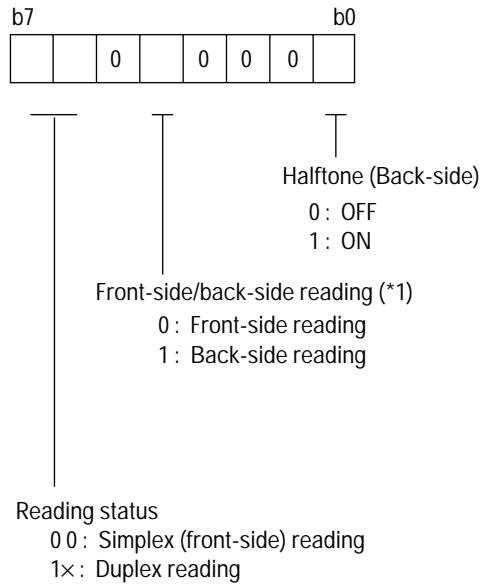 b7 b0
0 0 0 0
Halftone (Back-side)
0 : OFF
1 : ON
Front-side/back-side reading (*1)
0 : Front-side reading
1 : Back-side reading
Reading status
0 0 : Simplex (front-side) reading
1× : Duplex reading